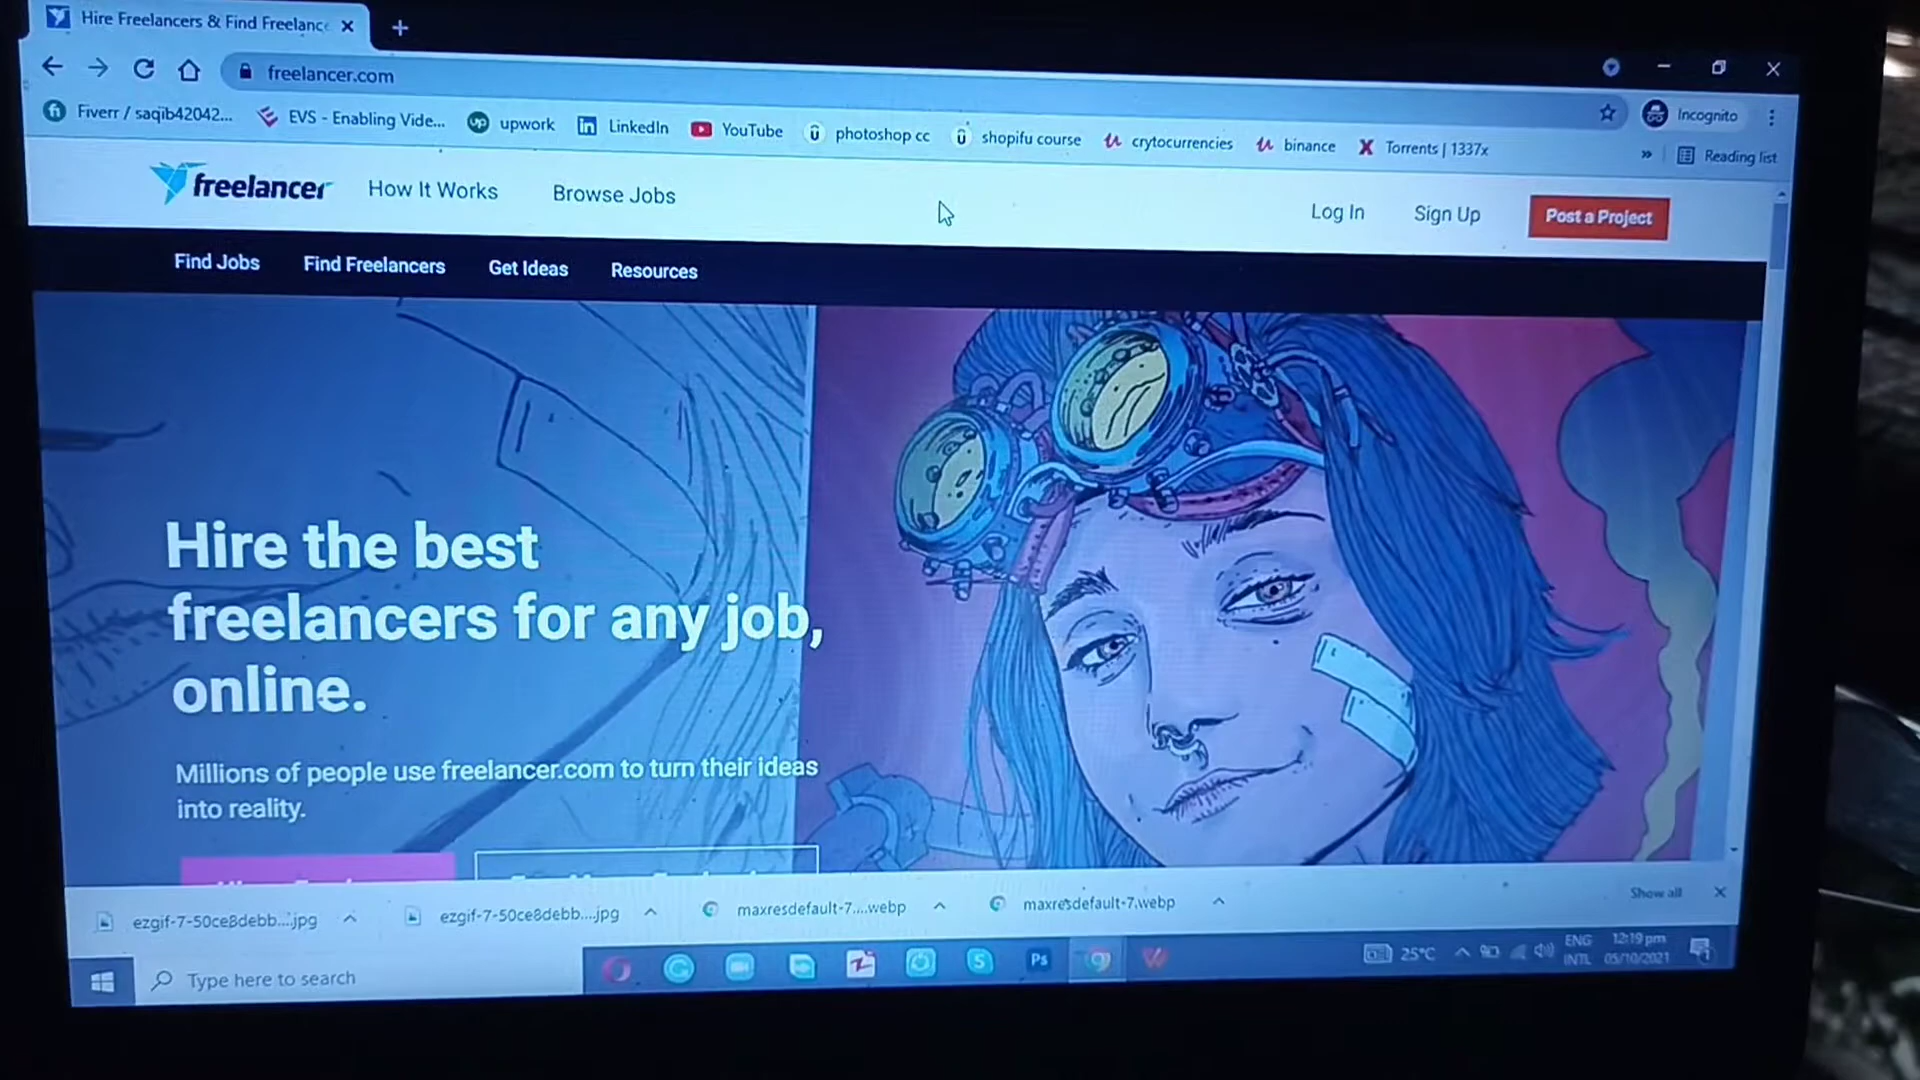 Hire Freelancers & Find Freelanc
freelancer.com
Incognito
Fiverr / saqib42042...
EVS - Enabling Vide...
upwork
LinkedIn
YouTube
photoshop cc
shopifu course
crytocurrencies
binance
Torrents | 1337x
»
Reading list
freelancer
How It Works
Browse Jobs
Log In
Sign Up
Post a Project
Find Jobs
Find Freelancers
Get Ideas
Resources
Hire the best
freelancers for any job,
online.
Millions of people use freelancer.com to turn their ideas
into reality.
ezgif-7-50ce8debb....jpg
ezgif-7-50ce8debb....jpg
maxresdefault-7....webp
maxresdefault-7.webp
Show all
Type here to search
Ps
25°C
ENG
INTL
12:19 pm
05/10/2021